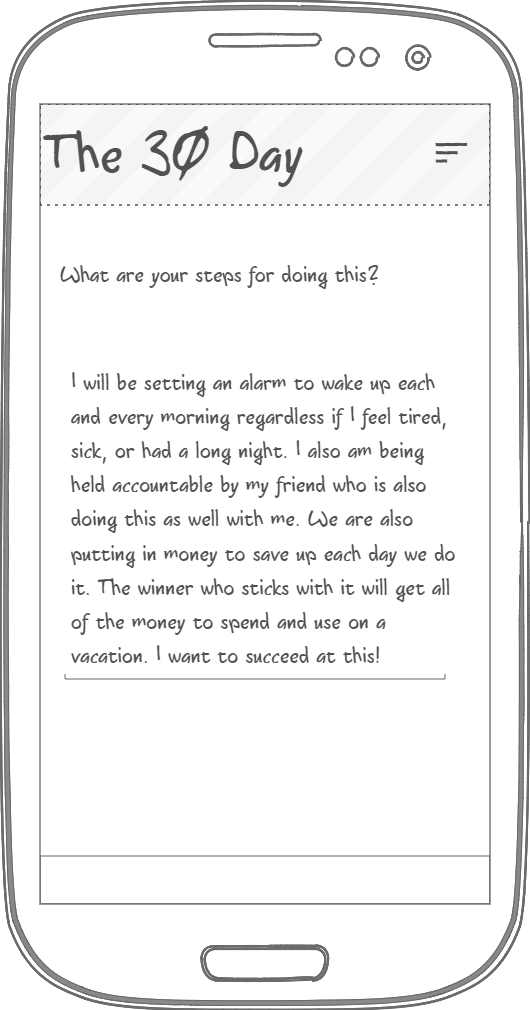 The 30 Day
What are your steps for doing this?
I will be setting an alarm to wake up each
and every morning regardless if I feel tired,
sick, or had a long night. I also am being
held accountable by my friend who is also
doing this as well with me. We are also
putting in money to save up each day we do
it. The winner who sticks with it will get all
of the money to spend and use on a
vacation. I want to succeed at this!